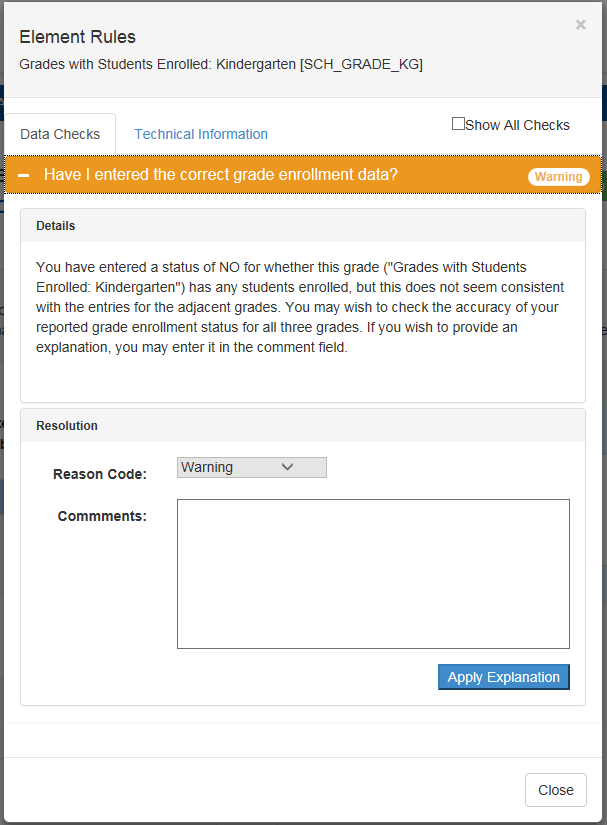 Element Rules
×
Grades with Students Enrolled: Kindergarten [SCH_GRADE_KG]
Data Checks
Technical Information
Show All Checks
Have I entered the correct grade enrollment data?
Warning
Details
You have entered a status of NO for whether this grade ("Grades with Students
Enrolled: Kindergarten") has any students enrolled, but this does not seem consistent
with the entries for the adjacent grades. You may wish to check the accuracy of your
reported grade enrollment status for all three grades. If you wish to provide an
explanation, you may enter it in the comment field.
Resolution
Reason Code:
Warning
Commments:
Apply Explanation
Close